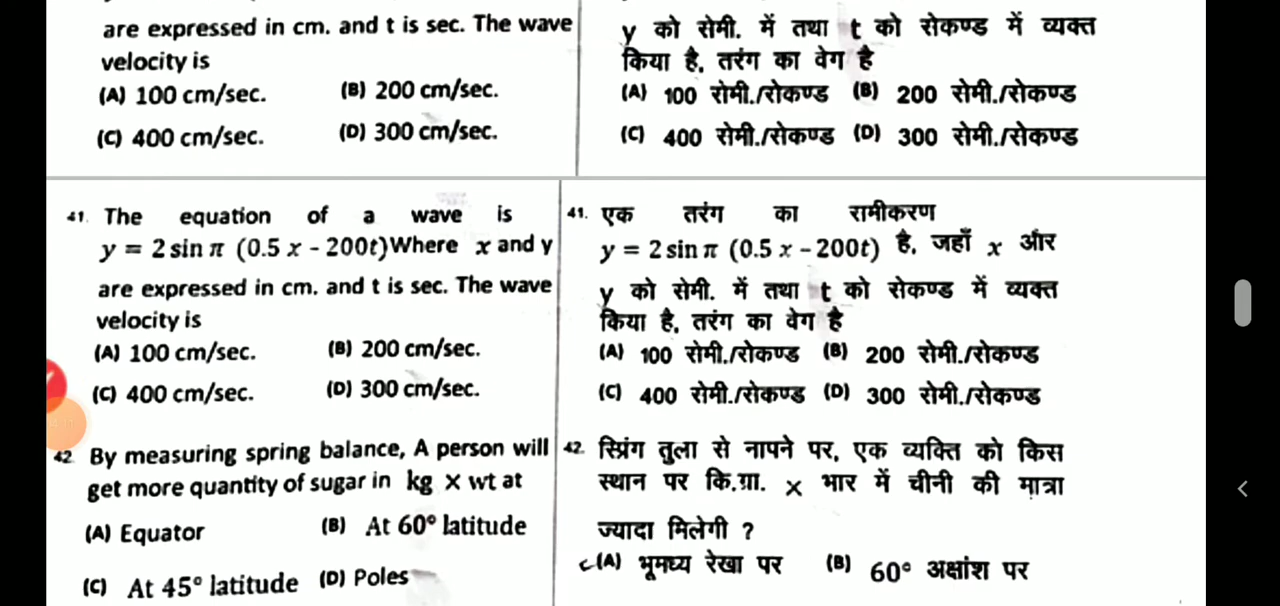 are expressed in cm. and t is sec. The wave
velocity is
(A) 100 cm/sec. (B) 200 cm/sec.
(C) 400 cm/sec. (D) 300 cm/sec.
y को सेमी. में तथा t को सेकण्ड में व्यक्त
किया है, तरंग का वेग है
(A) 100 सेमी./सेकण्ड (B) 200 सेमी./सेकण्ड
(C) 400 सेमी./सेकण्ड (D) 300 सेमी./सेकण्ड
41. The equation of a wave is
y = 2 sin π (0.5 x - 200t)Where x and y
are expressed in cm. and t is sec. The wave
velocity is
(A) 100 cm/sec. (B) 200 cm/sec.
(C) 400 cm/sec. (D) 300 cm/sec.
42. By measuring spring balance, A person will
get more quantity of sugar in kg × wt at
(A) Equator (B) At 60° latitude
(C) At 45° latitude (D) Poles
41. एक तरंग का समीकरण
y = 2 sin π (0.5 x - 200t) है, जहाँ x और
y को सेमी. में तथा t को सेकण्ड में व्यक्त
किया है, तरंग का वेग है
(A) 100 सेमी./सेकण्ड (B) 200 सेमी./सेकण्ड
(C) 400 सेमी./सेकण्ड (D) 300 सेमी./सेकण्ड
42. स्प्रिंग तुला से नापने पर, एक व्यक्ति को किस
स्थान पर कि.ग्रा. × भार में चीनी की मात्रा
ज्यादा मिलेगी ?
(A) भूमध्य रेखा पर (B) 60° अक्षांश पर